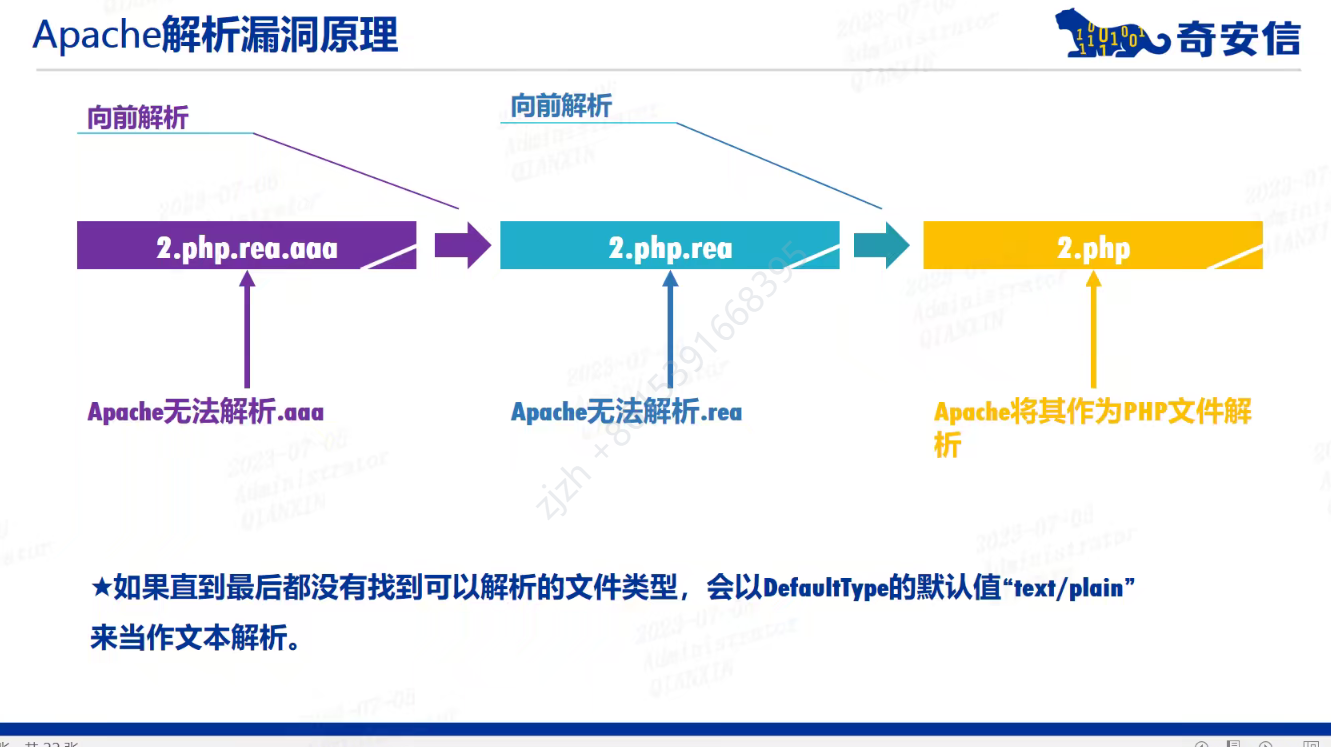 Apache解析漏洞原理
奇安信
向前解析
向前解析
2.php.rea.aaa
2.php.rea
2.php
Apache无法解析.aaa
Apache无法解析.rea
Apache将其作为PHP文件解
析
★如果直到最后都没有找到可以解析的文件类型，会以DefaultType的默认值“text/plain”
来当作文本解析。
zjzh +8615391668395
2023-07-06
Administrator
QIANXIN